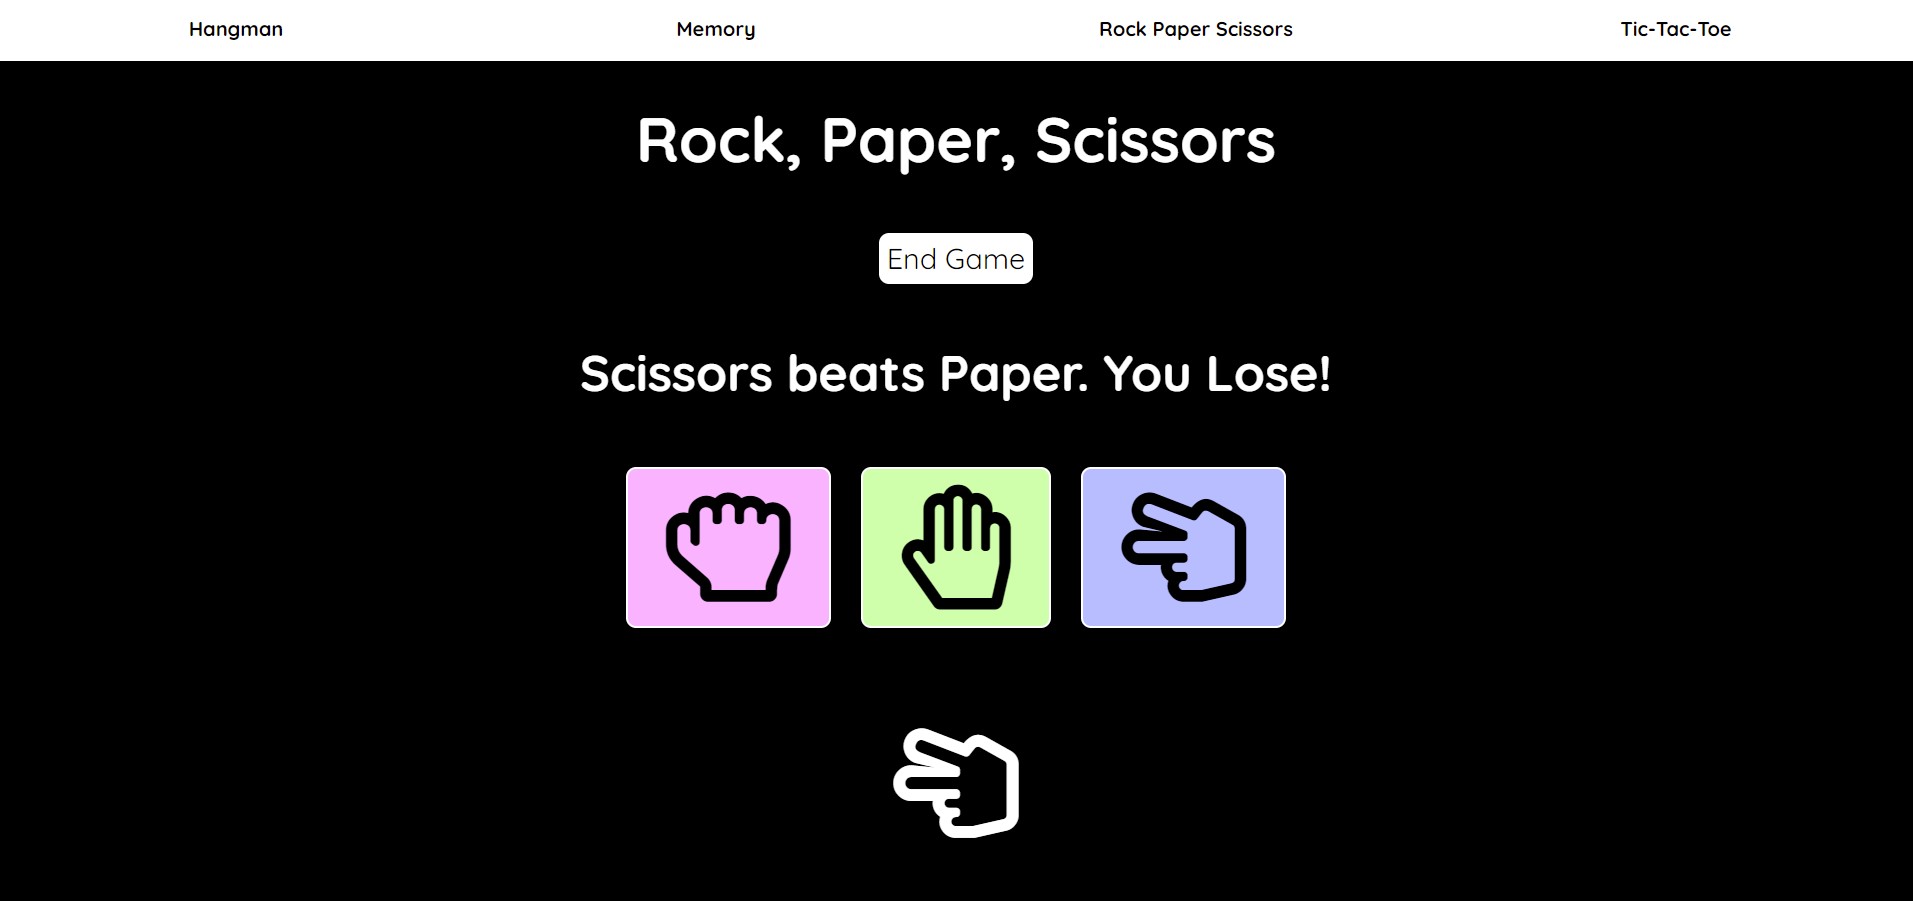 Hangman Memory Rock Paper Scissors Tic-Tac-Toe
Rock, Paper, Scissors
End Game
Scissors beats Paper. You Lose!